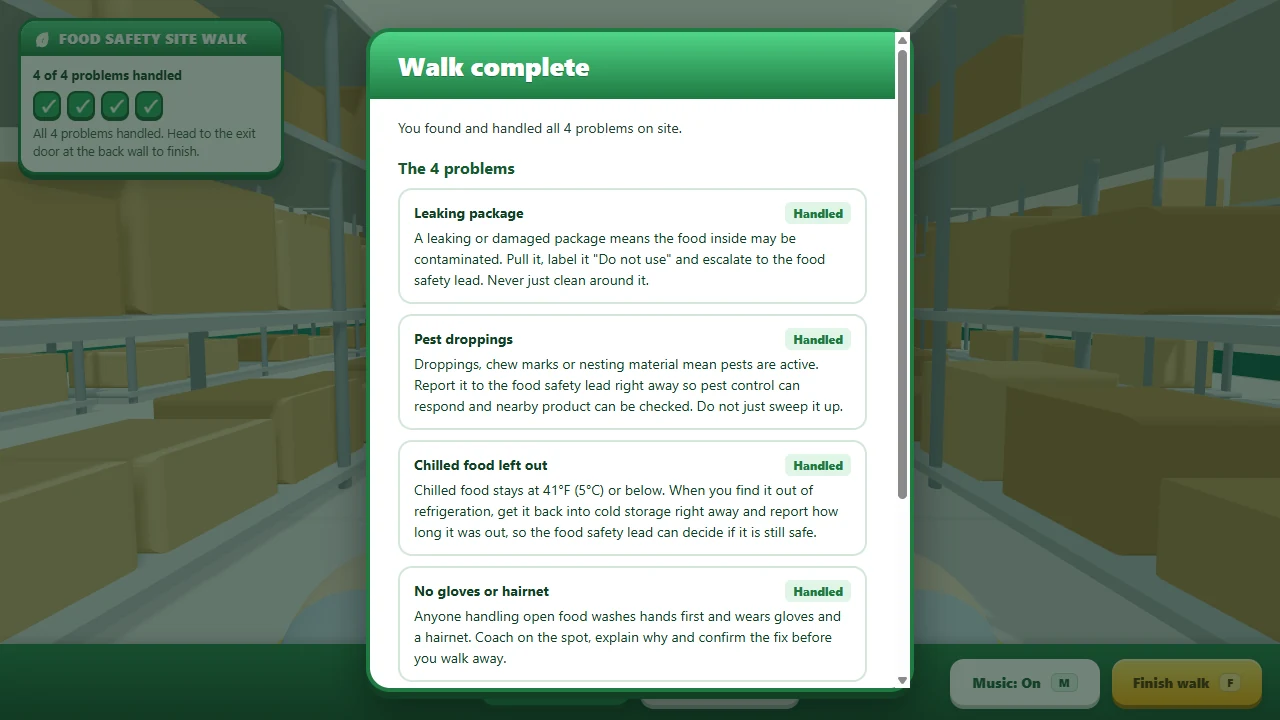 FOOD SAFETY SITE WALK
4 of 4 problems handled
All 4 problems handled. Head to the exit
door at the back wall to finish.
Walk complete
You found and handled all 4 problems on site.
The 4 problems
Leaking package
Handled
A leaking or damaged package means the food inside may be
contaminated. Pull it, label it "Do not use" and escalate to the food
safety lead. Never just clean around it.
Pest droppings
Handled
Droppings, chew marks or nesting material mean pests are active.
Report it to the food safety lead right away so pest control can
respond and nearby product can be checked. Do not just sweep it up.
Chilled food left out
Handled
Chilled food stays at 41°F (5°C) or below. When you find it out of
refrigeration, get it back into cold storage right away and report how
long it was out, so the food safety lead can decide if it is still safe.
No gloves or hairnet
Handled
Anyone handling open food washes hands first and wears gloves and
a hairnet. Coach on the spot, explain why and confirm the fix before
you walk away.
Music: On M
Finish walk F